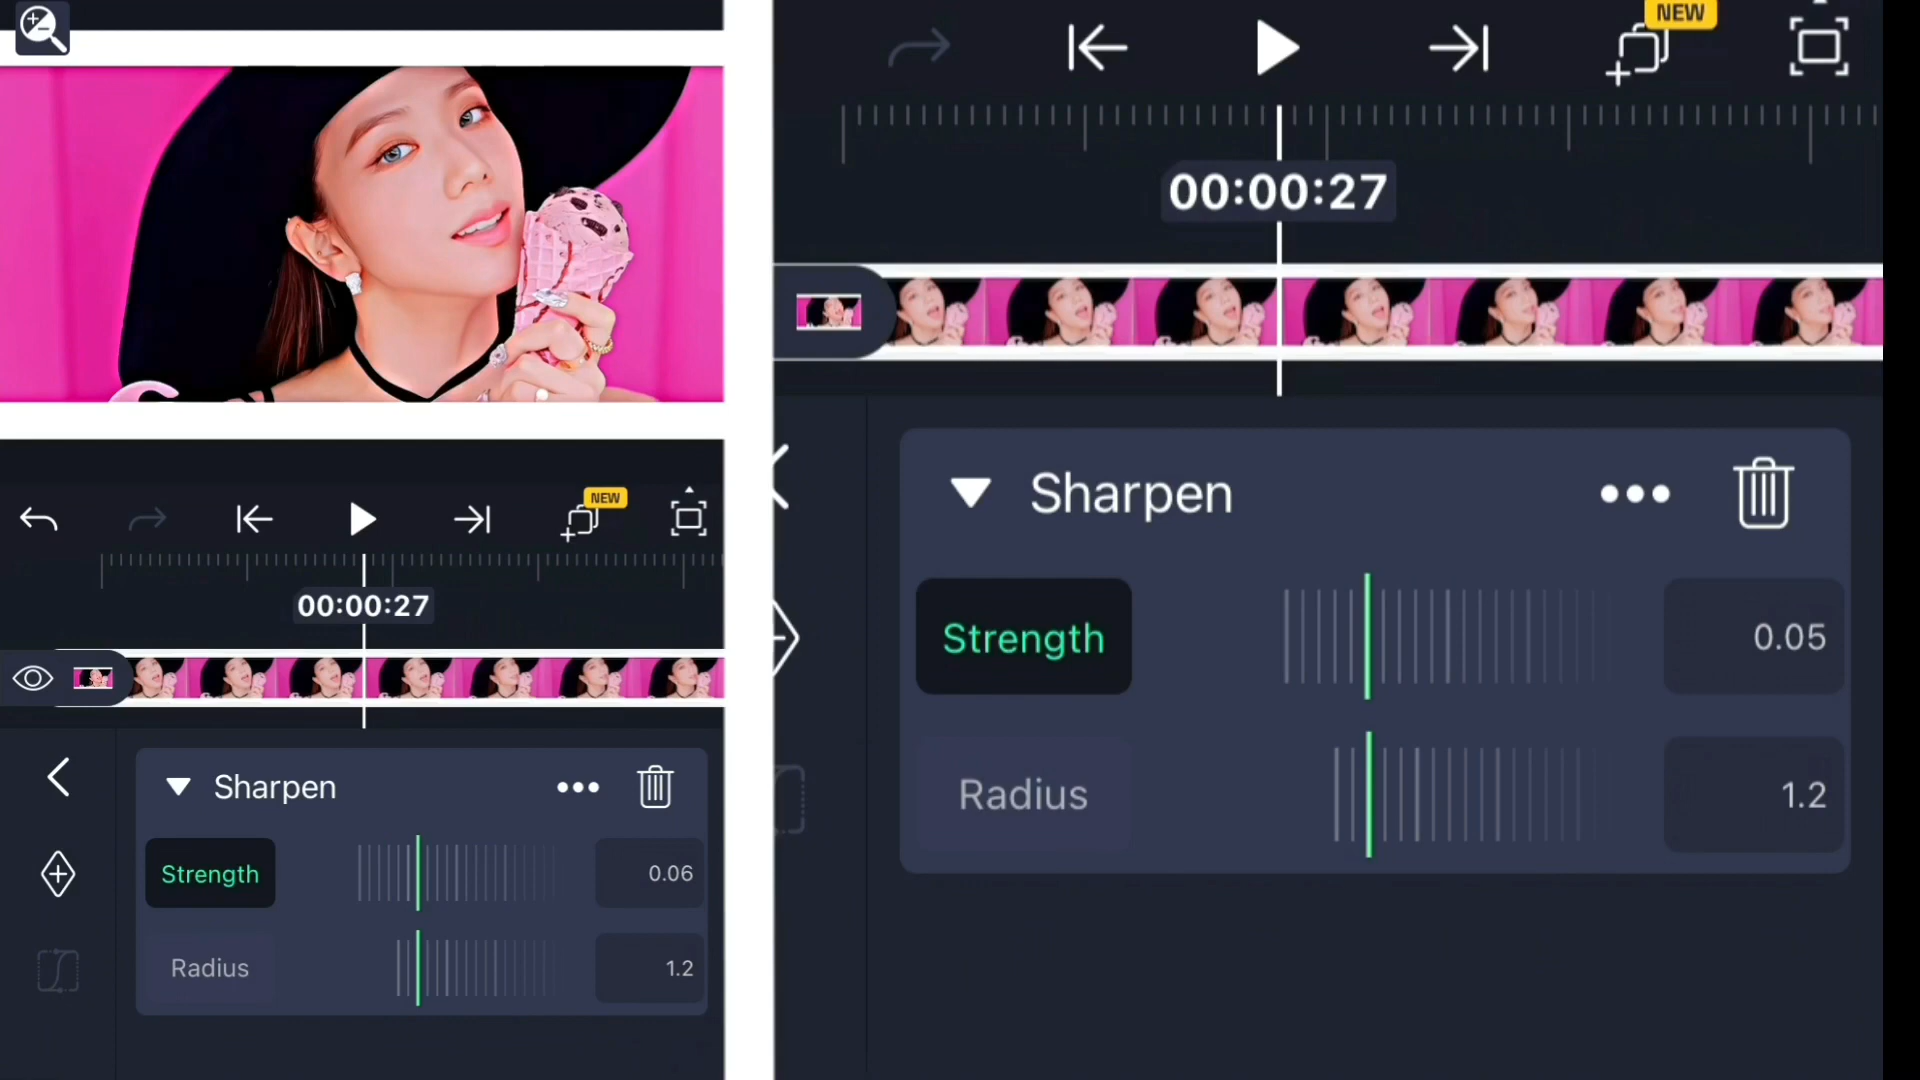 NEW
00:00:27
Sharpen
Strength
0.06
Radius
1.2
NEW
00:00:27
Sharpen
Strength
0.05
Radius
1.2